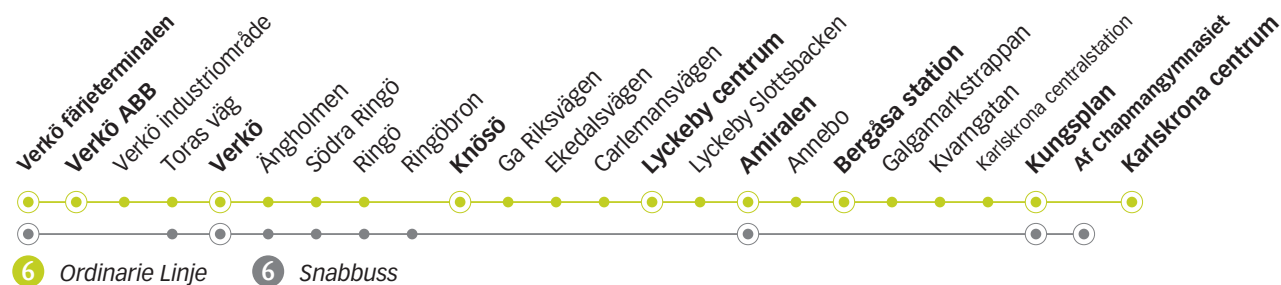 Verkö färjeterminalen
Verkö ABB
Verkö industriområde
Toras väg
Verkö
Ängholmen
Södra Ringö
Ringö
Ringöbron
Knösö
Ga Riksvägen
Ekedalsvägen
Carlemansvägen
Lyckeby centrum
Lyckeby Slottsbacken
Amiralen
Annebo
Bergåsa station
Galgamarkstrappan
Kvarngatan
Karlskrona centralstation
Kungsplan
Af Chapmangymnasiet
Karlskrona centrum
6 Ordinarie Linje
6 Snabbuss